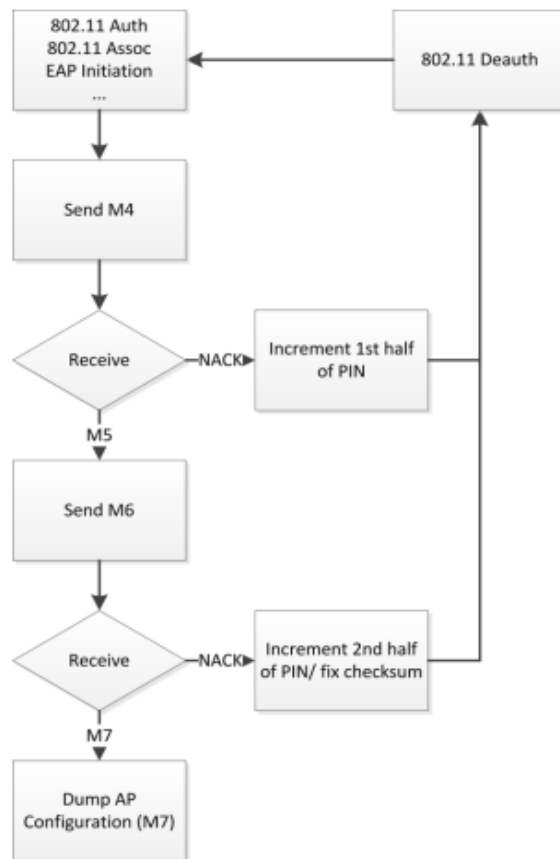 802.11 Auth
802.11 Assoc
EAP Initiation
...
802.11 Deauth
Send M4
Receive
NACK
Increment 1st half
of PIN
M5
Send M6
Receive
NACK
Increment 2nd half
of PIN/ fix checksum
M7
Dump AP
Configuration (M7)